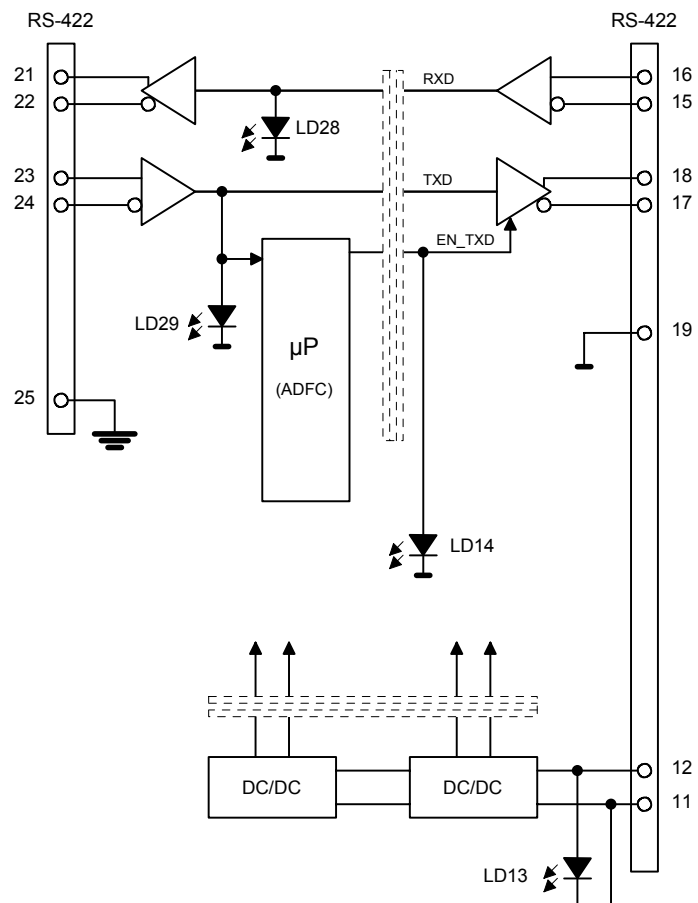 RS-422
RS-422
21
22
23
24
25
RXD
16
15
LD28
TXD
18
17
EN_TXD
LD29
µP
(ADFC)
19
LD14
DC/DC
DC/DC
12
11
LD13